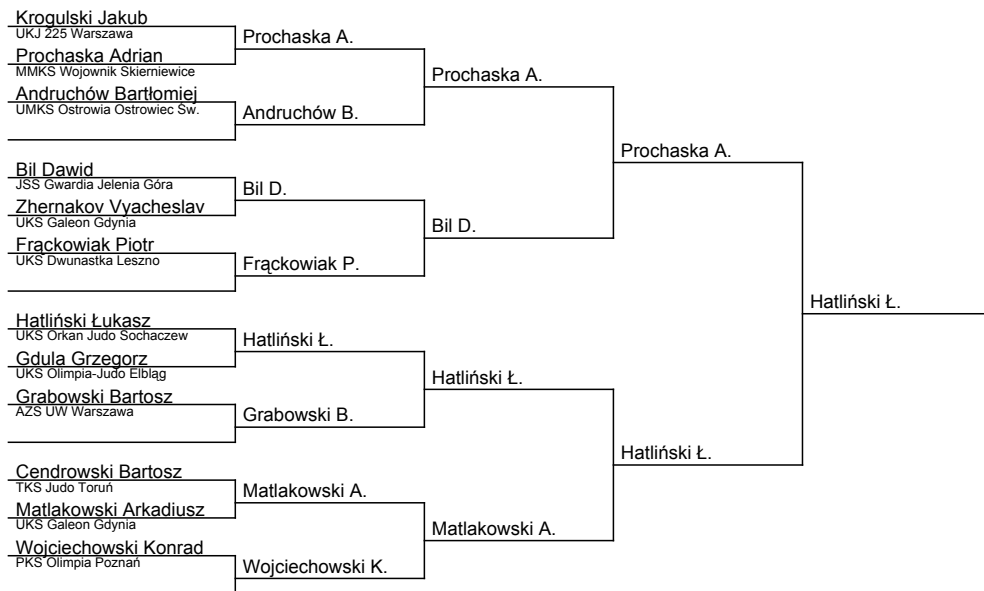 Krogulski Jakub
UKJ 225 Warszawa
Prochaska Adrian
MMKS Wojownik Skierniewice
Andruchów Bartłomiej
UMKS Ostrowia Ostrowiec Św.
Bil Dawid
JSS Gwardia Jelenia Góra
Zhernakov Vyacheslav
UKS Galeon Gdynia
Frąckowiak Piotr
UKS Dwunastka Leszno
Hatliński Łukasz
UKS Orkan Judo Sochaczew
Gdula Grzegorz
UKS Olimpia-Judo Elbląg
Grabowski Bartosz
AZS UW Warszawa
Cendrowski Bartosz
TKS Judo Toruń
Matlakowski Arkadiusz
UKS Galeon Gdynia
Wojciechowski Konrad
PKS Olimpia Poznań
Prochaska A.
Andruchów B.
Bil D.
Frąckowiak P.
Hatliński Ł.
Grabowski B.
Matlakowski A.
Wojciechowski K.
Prochaska A.
Bil D.
Hatliński Ł.
Matlakowski A.
Prochaska A.
Hatliński Ł.
Hatliński Ł.